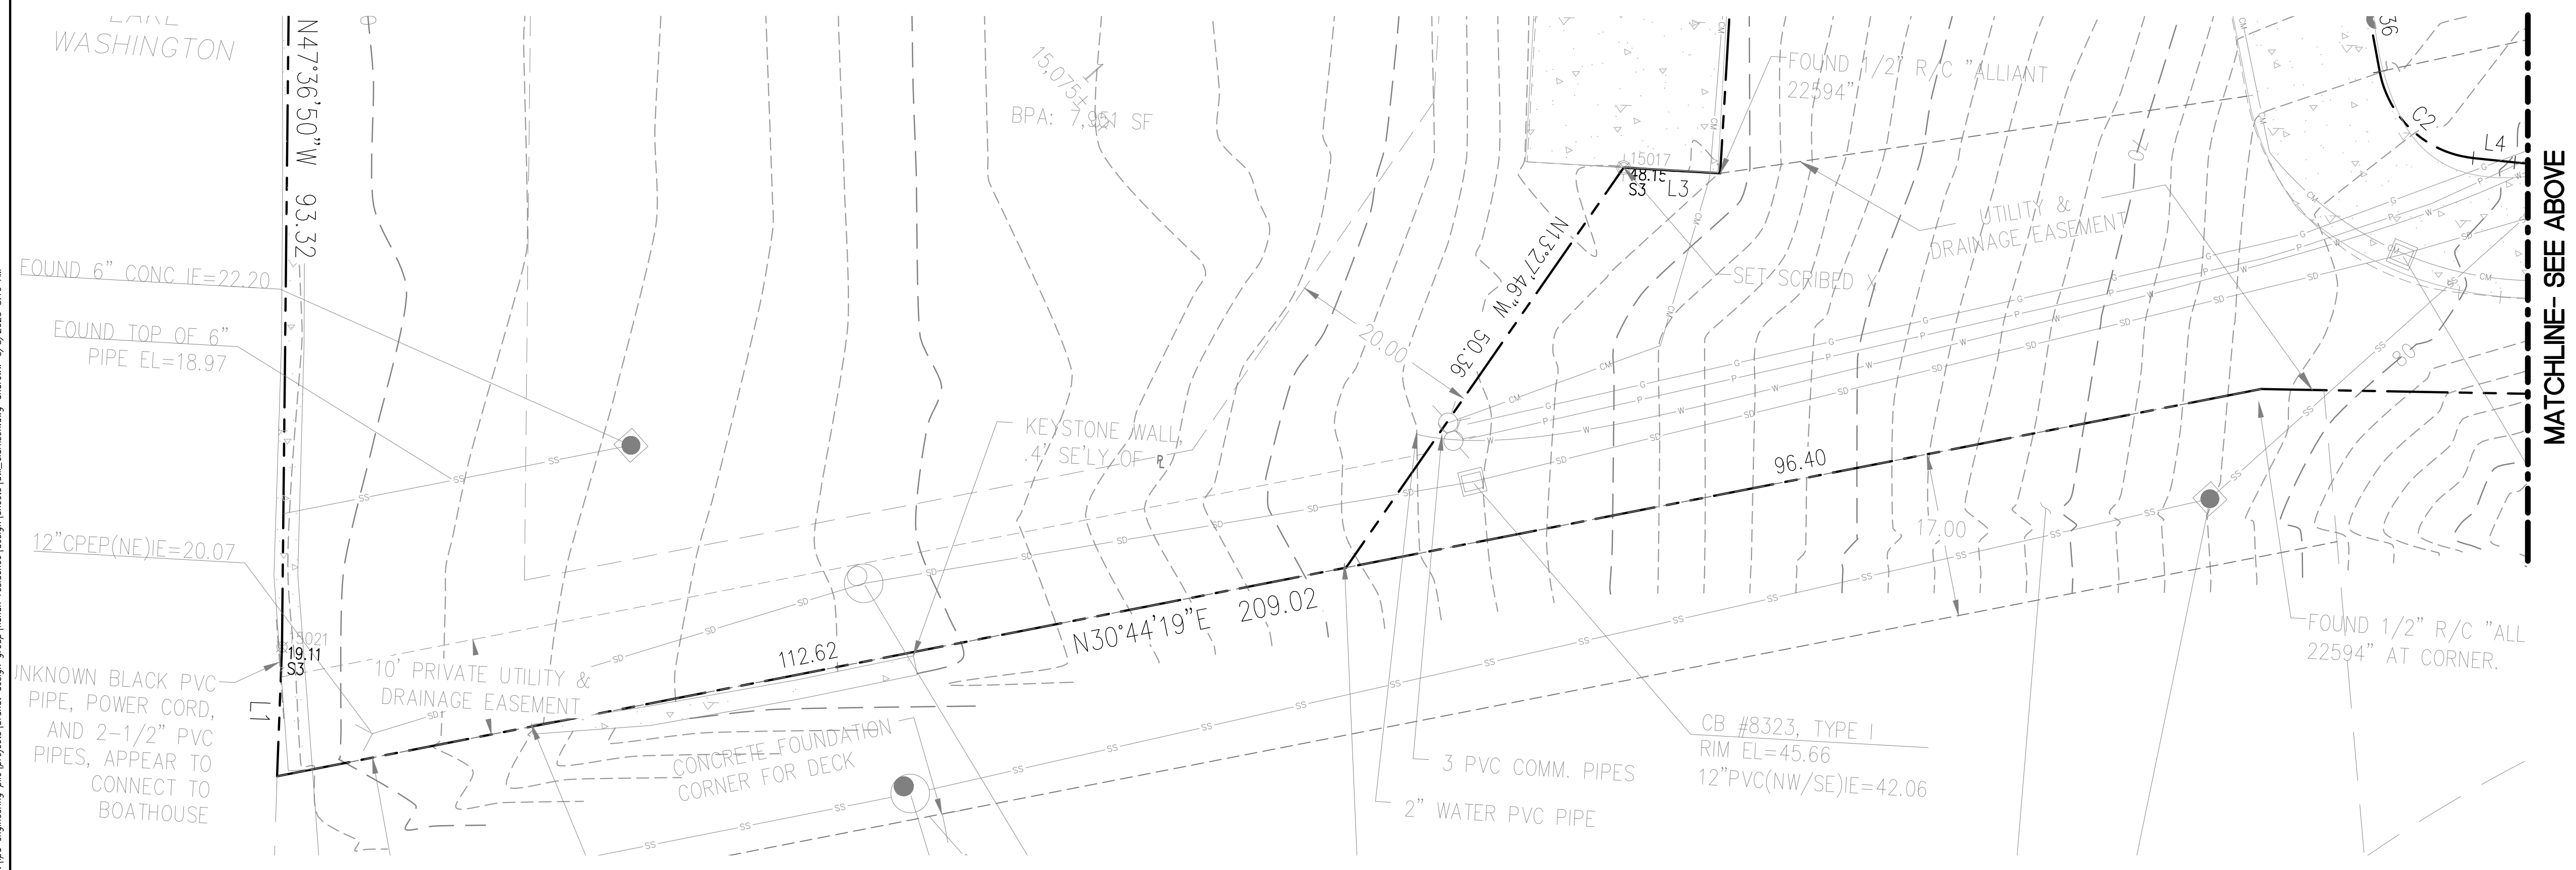 WASHINGTON
N47°36'50"W 93.32
FOUND 6" CONC IE=22.20
FOUND TOP OF 6"
PIPE EL=18.97
12"CPEP(NE)IE=20.07
15021
19.11
S3
UNKNOWN BLACK PVC
PIPE, POWER CORD,
AND 2-1/2" PVC
PIPES, APPEAR TO
CONNECT TO
BOATHOUSE
L1
10' PRIVATE UTILITY &
DRAINAGE EASEMENT
CONCRETE FOUNDATION
CORNER FOR DECK
112.62
N30°44'19"E 209.02
KEYSTONE WALL,
.4' SE'LY OF PL
1
15,075±
BPA: 7,951 SF
20.00
N13°27'46"W 50.36
15017
48.15
S3
L3
FOUND 1/2" R/C "ALLIANT
22594"
SET SCRIBED X
UTILITY &
DRAINAGE EASEMENT
70
80
36
C2
L4
96.40
17.00
3 PVC COMM. PIPES
2" WATER PVC PIPE
CB #8323, TYPE I
RIM EL=45.66
12"PVC(NW/SE)IE=42.06
FOUND 1/2" R/C "ALL
22594" AT CORNER.
MATCHLINE- SEE ABOVE